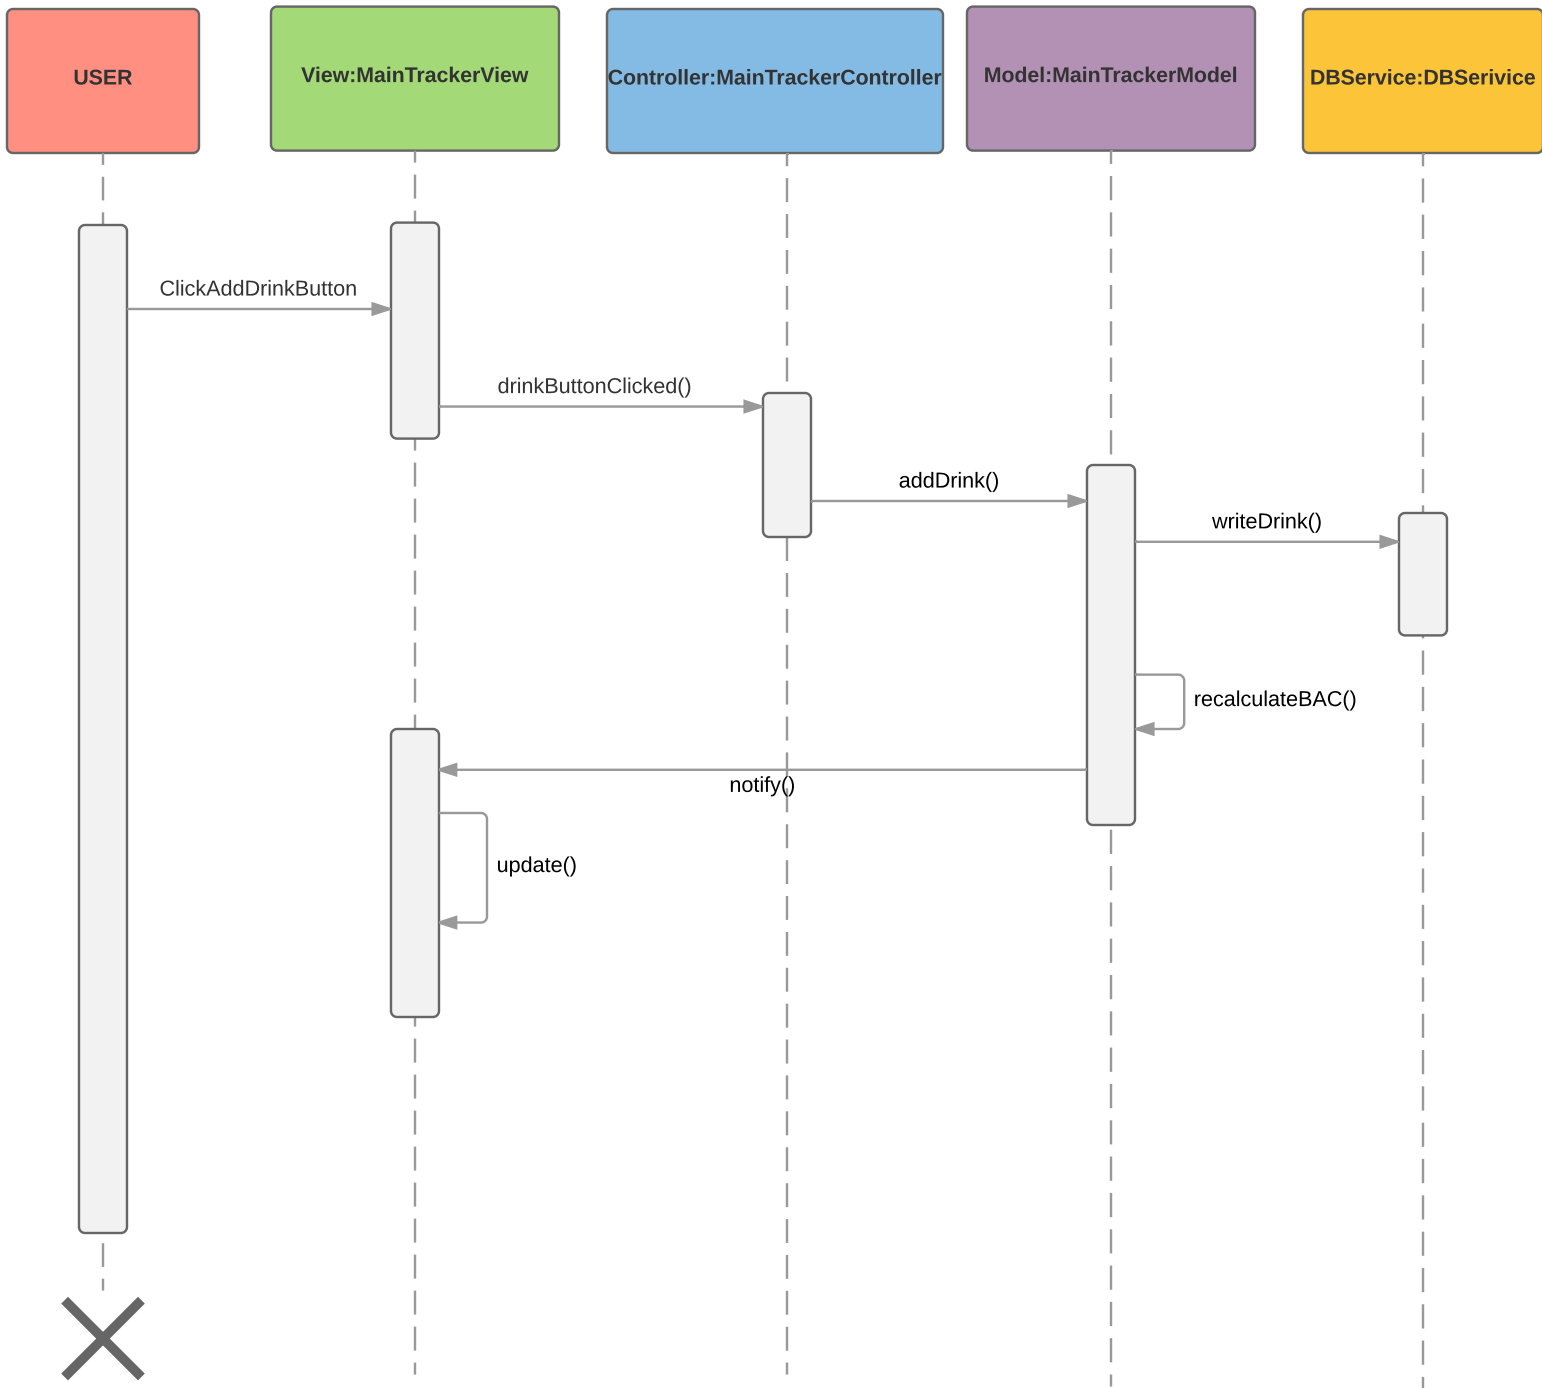 USER
View:MainTrackerView
Controller:MainTrackerController
Model:MainTrackerModel
DBService:DBSerivice
ClickAddDrinkButton
drinkButtonClicked()
addDrink()
writeDrink()
recalculateBAC()
notify()
update()